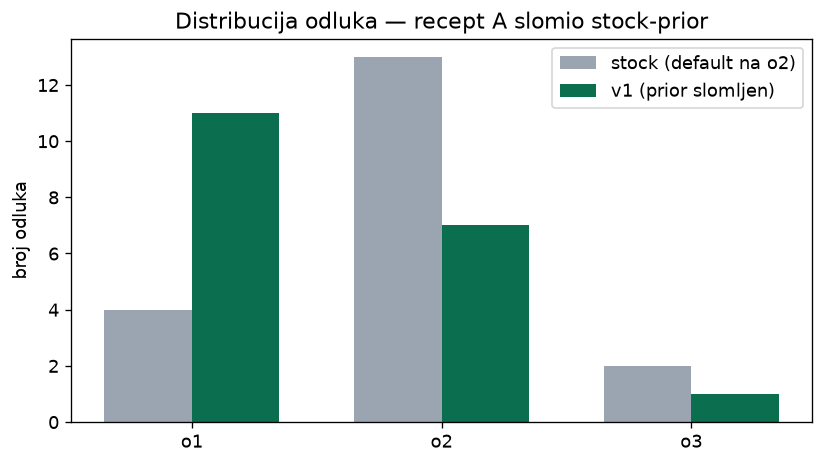 Distribucija odluka — recept A slomio stock-prior
stock (default na o2)
v1 (prior slomljen)
broj odluka
12
10
8
6
4
2
0
o1
o2
o3